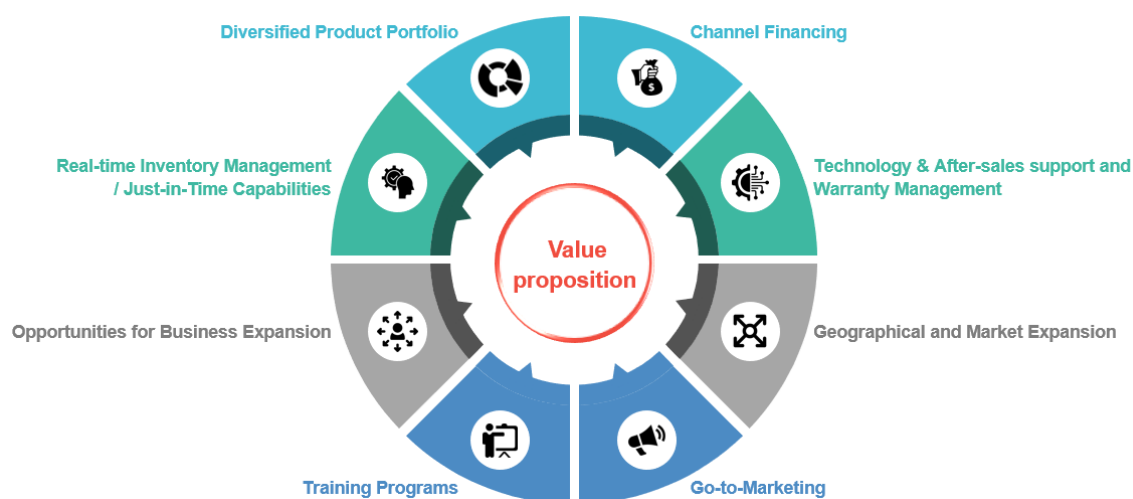 Diversified Product Portfolio
Channel Financing
Real-time Inventory Management
/ Just-in-Time Capabilities
Technology & After-sales support and
Warranty Management
Value
proposition
Opportunities for Business Expansion
Geographical and Market Expansion
Training Programs
Go-to-Marketing
$